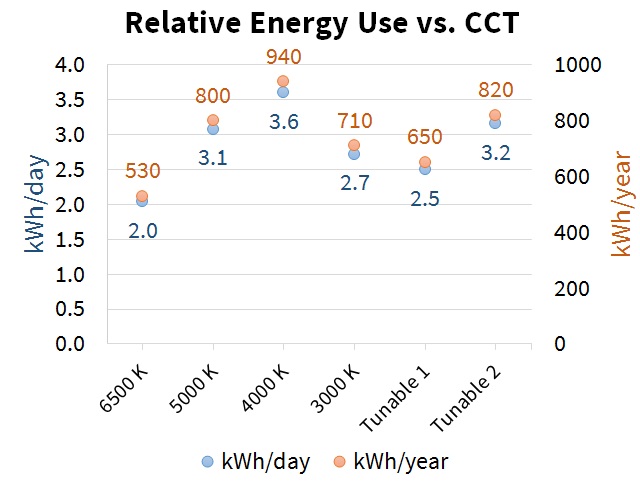 Relative Energy Use vs. CCT
kWh/day
4.0
3.5
3.0
2.5
2.0
1.5
1.0
0.5
0.0
530
800
940
710
650
820
2.0
3.1
3.6
2.7
2.5
3.2
1000
800
600
400
200
0
kWh/year
6500 K
5000 K
4000 K
3000 K
Tunable 1
Tunable 2
kWh/day
kWh/year